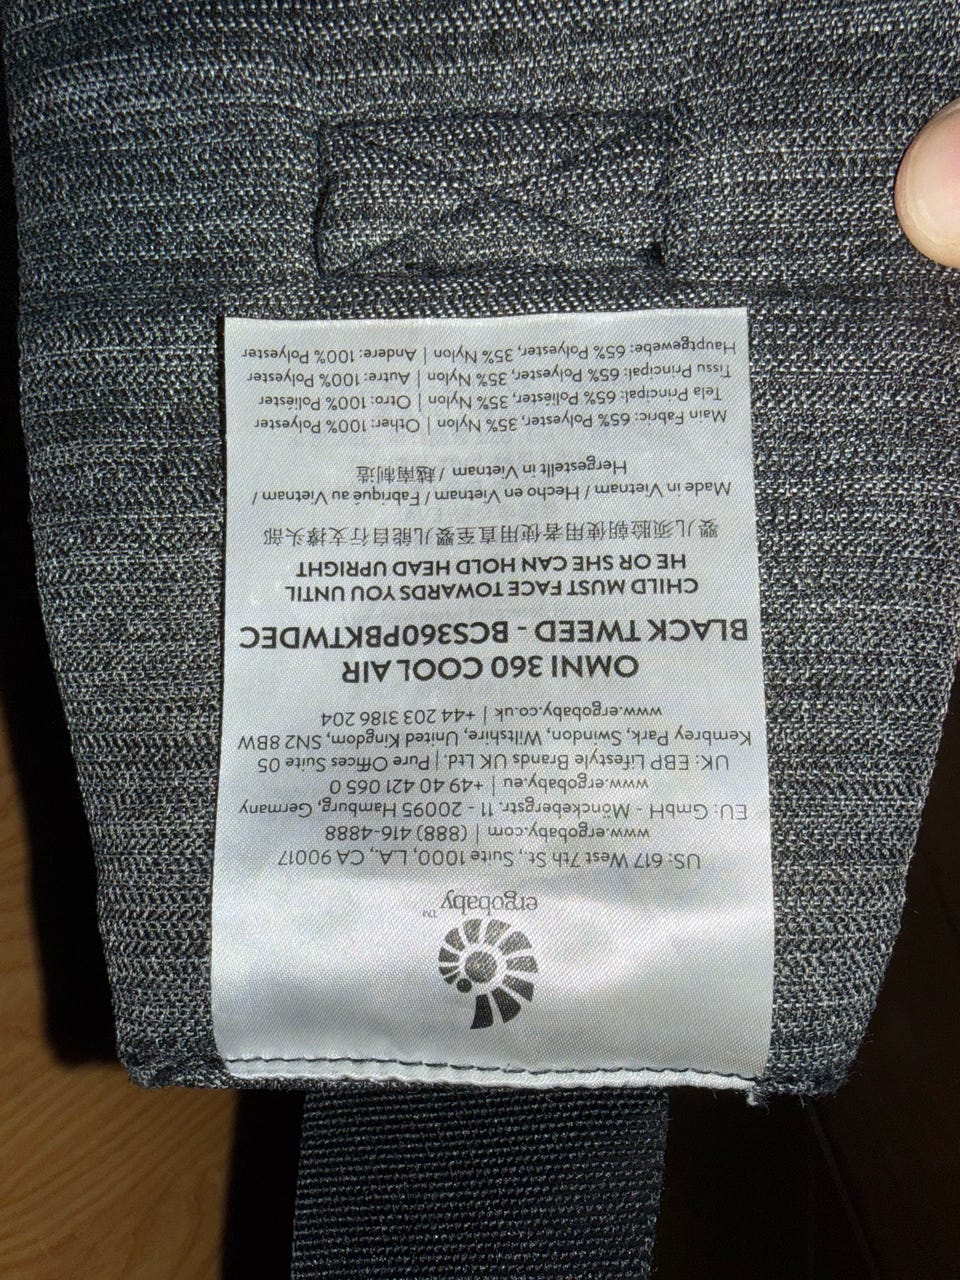 ergobaby™
US: 617 West 7th St., Suite 1000, L.A., CA 90017
www.ergobaby.com | (888) 416-4888
EU: GmbH - Mönckebergstr. 11 - 20095 Hamburg, Germany
www.ergobaby.eu | +49 40 421 065 0
UK: EBP Lifestyle Brands UK Ltd. | Pure Offices Suite 05
Kembrey Park, Swindon, Wiltshire, United, Kingdom, SN2 8BW
www.ergobaby.co.uk | +44 203 3186 204
OMNI 360 COOL AIR
BLACK TWEED - BCS360PBKTWDEC
CHILD MUST FACE TOWARDS YOU UNTIL
HE OR SHE CAN HOLD HEAD UPRIGHT
婴儿须脸朝使用者使用直至婴儿能自行支撑头部
Made in Vietnam / Hecho en Vietnam / Fabriqué au Vietnam /
Hergestellt in Vietnam / 越南制造
Main Fabric: 65% Polyester, 35% Nylon | Other: 100% Polyester
Tela Principal: 65% Poliéster, 35% Nylon | Otro: 100% Poliéster
Tissu Principal: 65% Polyester, 35% Nylon | Autre: 100% Polyester
Hauptgewebe: 65% Polyester, 35% Nylon | Andere: 100% Polyester